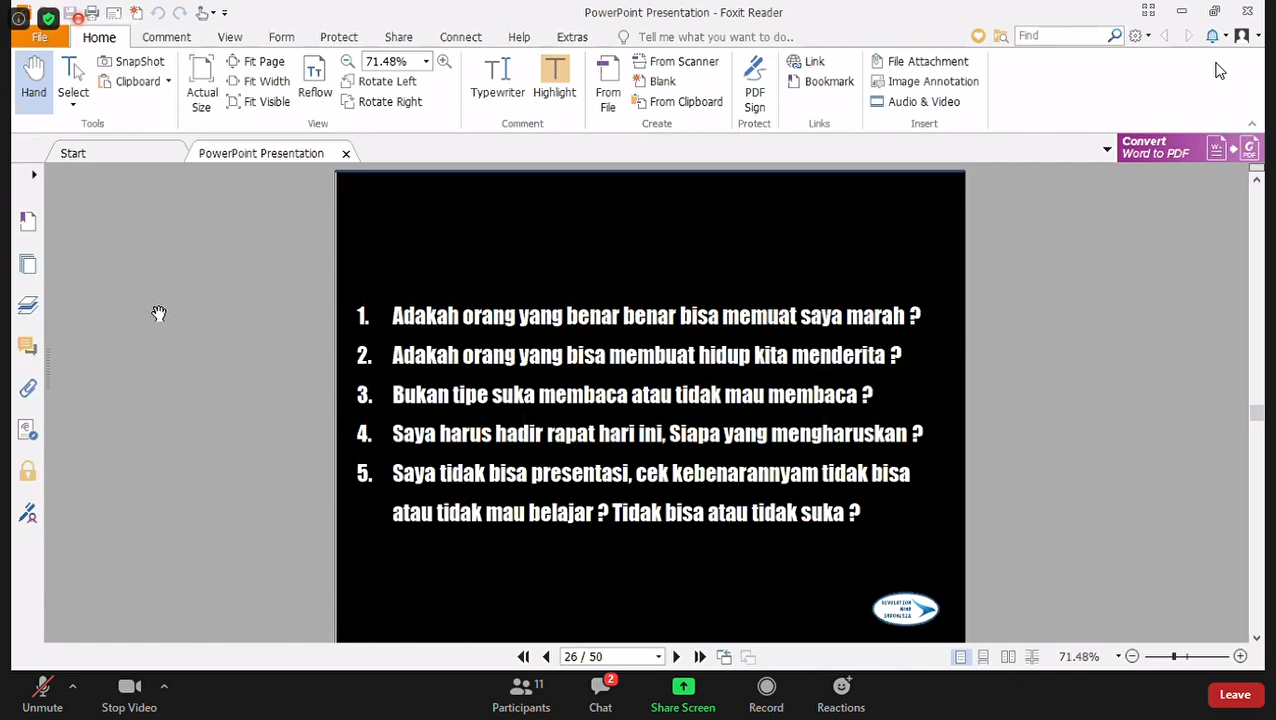 PowerPoint Presentation - Foxit Reader
File Home Comment View Form Protect Share Connect Help Extras Tell me what you want to do.. Find
Hand
Select
SnapShot
Clipboard
Tools
Actual Size
Fit Page
Fit Width
Fit Visible
Reflow
71.48%
Rotate Left
Rotate Right
View
Typewriter
Highlight
Comment
From File
From Scanner
Blank
From Clipboard
Create
PDF Sign
Protect
Link
Bookmark
Links
File Attachment
Image Annotation
Audio & Video
Insert
Start
PowerPoint Presentation
Convert
Word to PDF
1. Adakah orang yang benar benar bisa memuat saya marah ?
2. Adakah orang yang bisa membuat hidup kita menderita ?
3. Bukan tipe suka membaca atau tidak mau membaca ?
4. Saya harus hadir rapat hari ini, Siapa yang mengharuskan ?
5. Saya tidak bisa presentasi, cek kebenarannyam tidak bisa
atau tidak mau belajar ? Tidak bisa atau tidak suka ?
REVOLUTION
MIND
INDONESIA
26 / 50
71.48%
Unmute
Stop Video
11
Participants
2
Chat
Share Screen
Record
Reactions
Leave